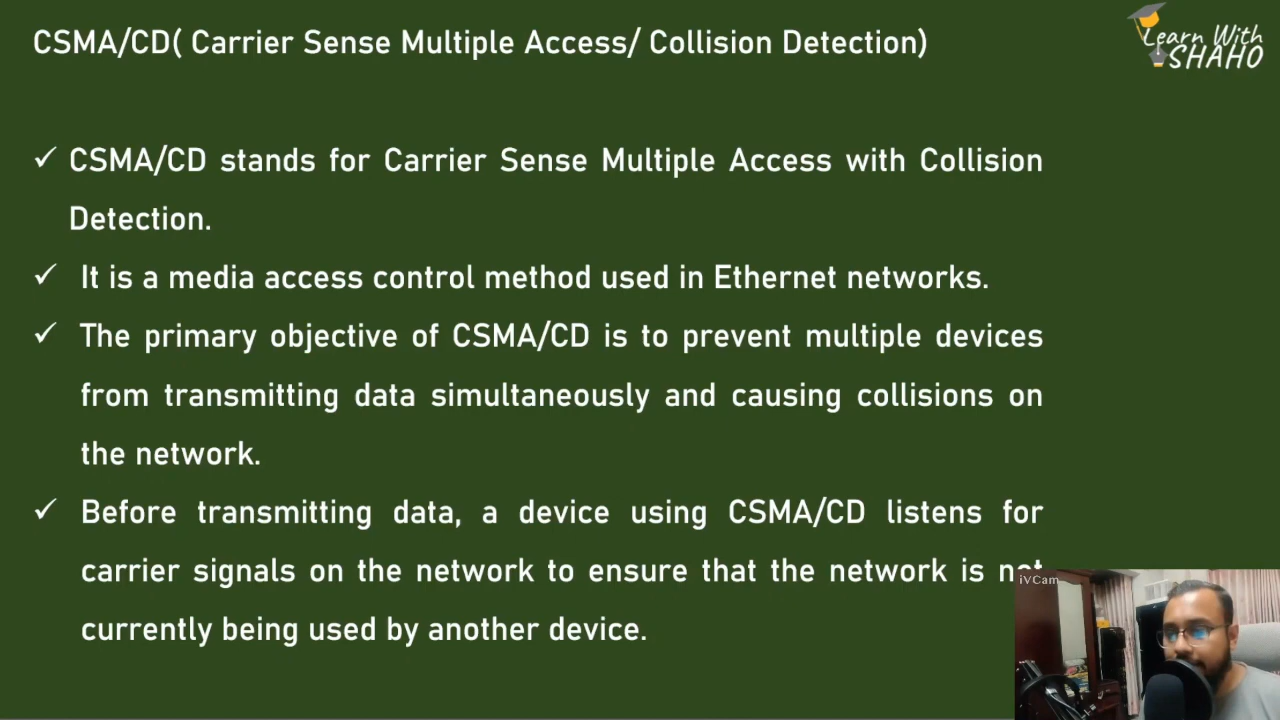 CSMA/CD( Carrier Sense Multiple Access/ Collision Detection)
Learn With
SHAHO
✓ CSMA/CD stands for Carrier Sense Multiple Access with Collision
Detection.
✓ It is a media access control method used in Ethernet networks.
✓ The primary objective of CSMA/CD is to prevent multiple devices
from transmitting data simultaneously and causing collisions on
the network.
✓ Before transmitting data, a device using CSMA/CD listens for
carrier signals on the network to ensure that the network is not
currently being used by another device.
iVCam